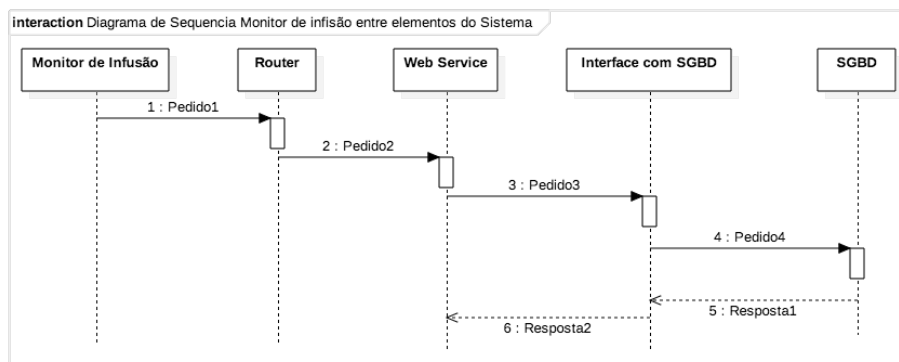 interaction Diagrama de Sequencia Monitor de infisão entre elementos do Sistema
Monitor de Infusão
Router
Web Service
Interface com SGBD
SGBD
1 : Pedido1
2 : Pedido2
3 : Pedido3
4 : Pedido4
5 : Resposta1
6 : Resposta2